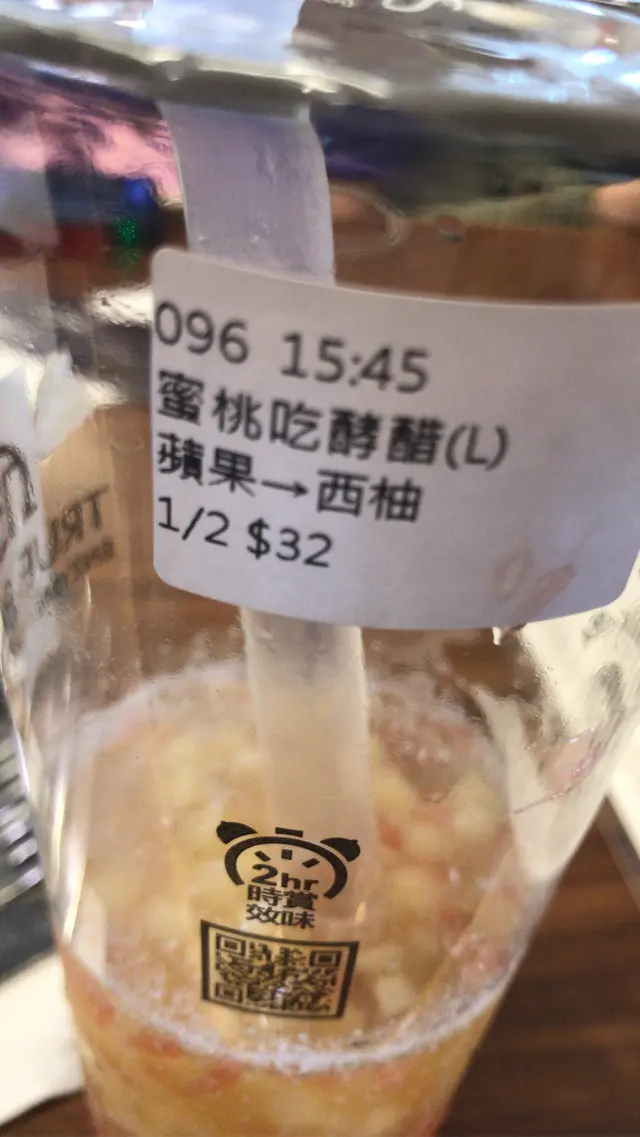 096 15:45
蜜桃吃酵醋(L)
蘋果→西柚
1/2 $32
2hr
時賞
效味